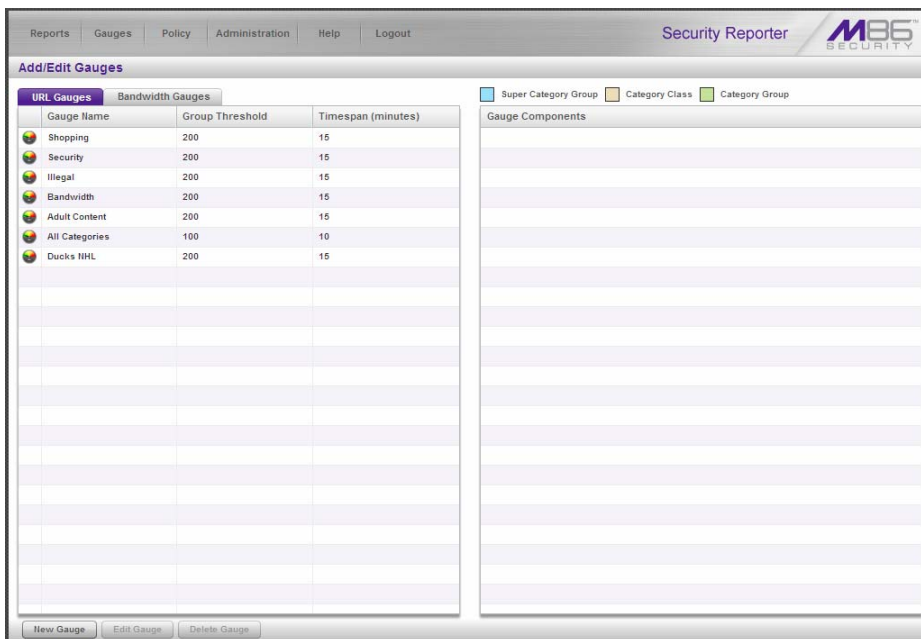 Reports Gauges Policy Administration Help Logout Security Reporter M86 SECURITY
Add/Edit Gauges
URL Gauges Bandwidth Gauges Super Category Group Category Class Category Group
Gauge Name Group Threshold Timespan (minutes) Gauge Components
Shopping 200 15
Security 200 15
Illegal 200 15
Bandwidth 200 15
Adult Content 200 15
All Categories 100 10
Ducks NHL 200 15
New Gauge Edit Gauge Delete Gauge